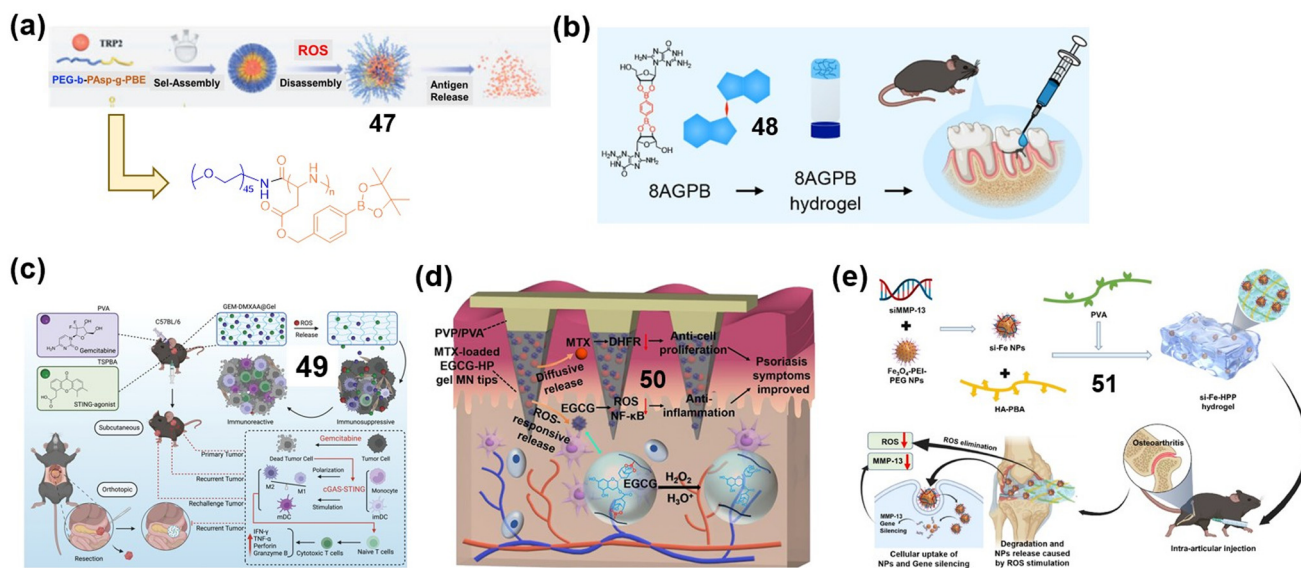 (a)
TRP2
PEG-b-PAsp-g-PBE
Sel-Assembly
ROS
Disassembly
Antigen
Release
47
O
45
N
H
O
H
N
n
O
O
B
O
O
(b)
8AGPB
48
8AGPB
hydrogel
(c)
PVA
Gemcitabine
TSPBA
STING-agonist
C57BL/6
GEM-DMXAA@Gel
ROS
Release
49
Immunoreactive
Immunosuppressive
Subcutaneous
Primary Tumor
Recurrent Tumor
Rechallenge Tumor
Orthotopic
Recurrent Tumor
Resection
Gemcitabine
Dead Tumor Cell
Tumor Cell
Polarization
M2
M1
cGAS-STING
Monocyte
Stimulation
mDC
imDC
IFN-γ
TNF-α
Perforin
Granzyme B
Cytotoxic T cells
Naive T cells
(d)
PVP/PVA
MTX-loaded
EGCG-HP
gel MN tips
MTX
DHFR
Anti-cell
proliferation
Diffusive release
50
Psoriasis
symptoms
improved
EGCG
ROS
NF-κB
Anti-
inflammation
ROS-
responsive
release
EGCG
H2O2
H3O+
(e)
siMMP-13
+
Fe3O4-PEI-
PEG NPs
si-Fe NPs
+
HA-PBA
PVA
51
si-Fe-HPP
hydrogel
ROS
MMP-13
ROS elimination
Osteoarthritis
MMP-13
Gene
Silencing
Cellular uptake of
NPs and Gene silencing
Degradation and
NPs release caused
by ROS stimulation
Intra-articular injection